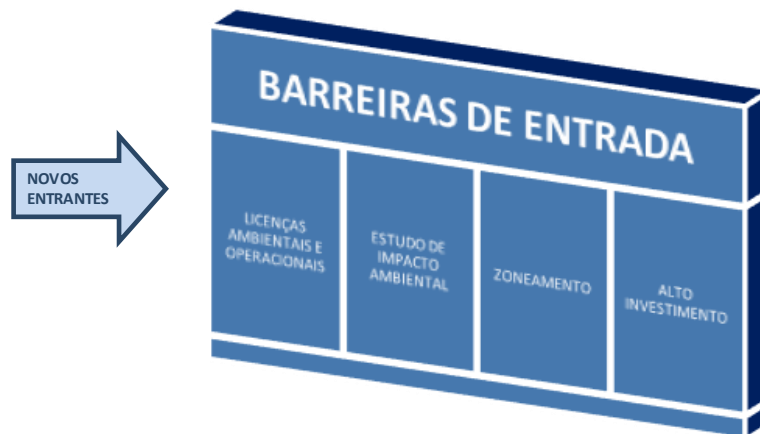 BARREIRAS DE ENTRADA
NOVOS
ENTRANTES
LICENÇAS
AMBIENTAIS E
OPERACIONAIS
ESTUDO DE
IMPACTO
AMBIENTAL
ZONEAMENTO
ALTO
INVESTIMENTO